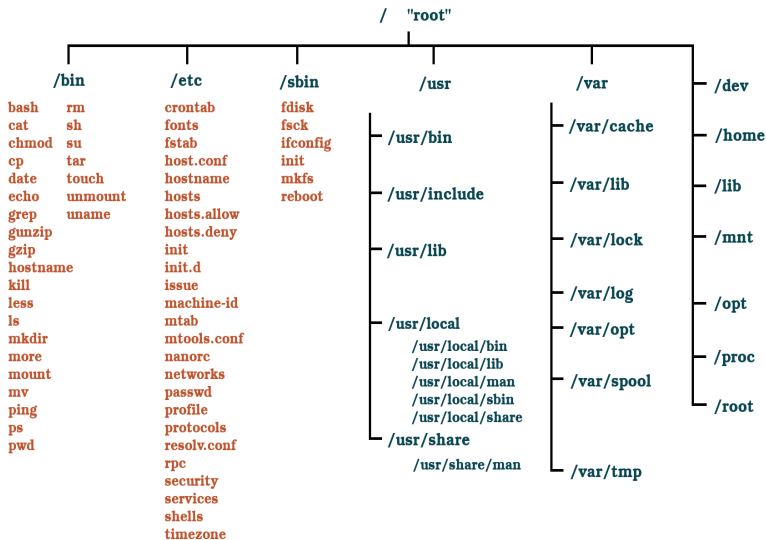 / "root"
/bin
bash
cat
chmod
cp
date
echo
grep
gunzip
gzip
hostname
kill
less
ls
mkdir
more
mount
mv
ping
ps
pwd
rm
sh
su
tar
touch
unmount
uname
/etc
crontab
fonts
fstab
host.conf
hostname
hosts
hosts.allow
hosts.deny
init
init.d
issue
machine-id
mtab
mtools.conf
nanorc
networks
passwd
profile
protocols
resolv.conf
rpc
security
services
shells
timezone
/sbin
fdisk
fsck
ifconfig
init
mkfs
reboot
/usr
/usr/bin
/usr/include
/usr/lib
/usr/local
/usr/local/bin
/usr/local/lib
/usr/local/man
/usr/local/sbin
/usr/local/share
/usr/share
/usr/share/man
/var
/var/cache
/var/lib
/var/lock
/var/log
/var/opt
/var/spool
/var/tmp
/dev
/home
/lib
/mnt
/opt
/proc
/root